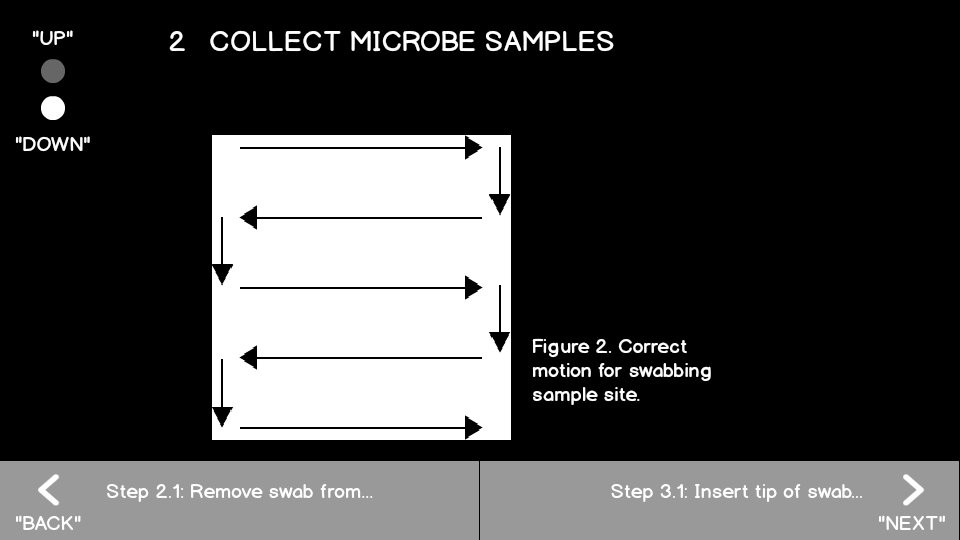 "UP"
2 COLLECT MICROBE SAMPLES
"DOWN"
Figure 2. Correct
motion for swabbing
sample site.
Step 2.1: Remove swab from...
"BACK"
Step 3.1: Insert tip of swab...
"NEXT"